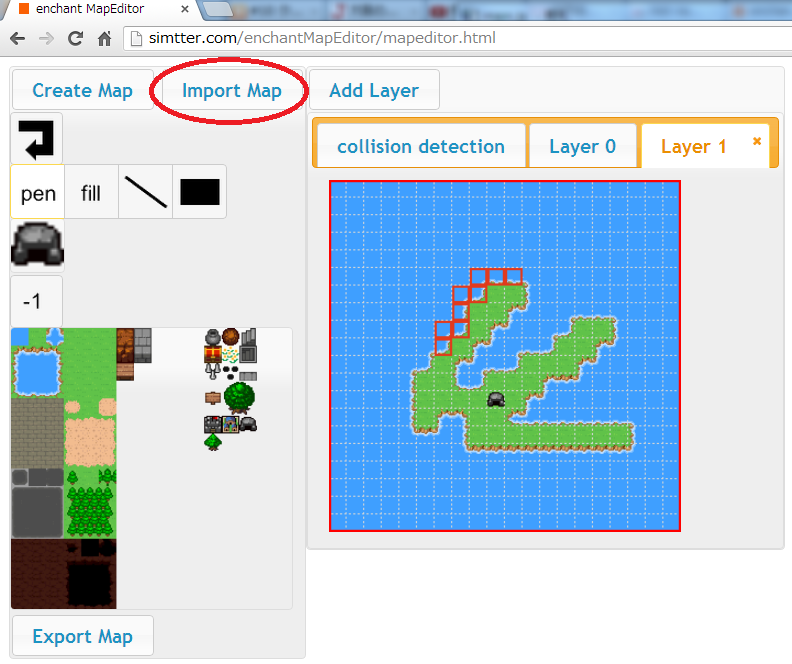 enchant MapEditor
simtter.com/enchantMapEditor/mapeditor.html
Create Map
Import Map
Add Layer
collision detection
Layer 0
Layer 1
pen
fill
-1
Export Map